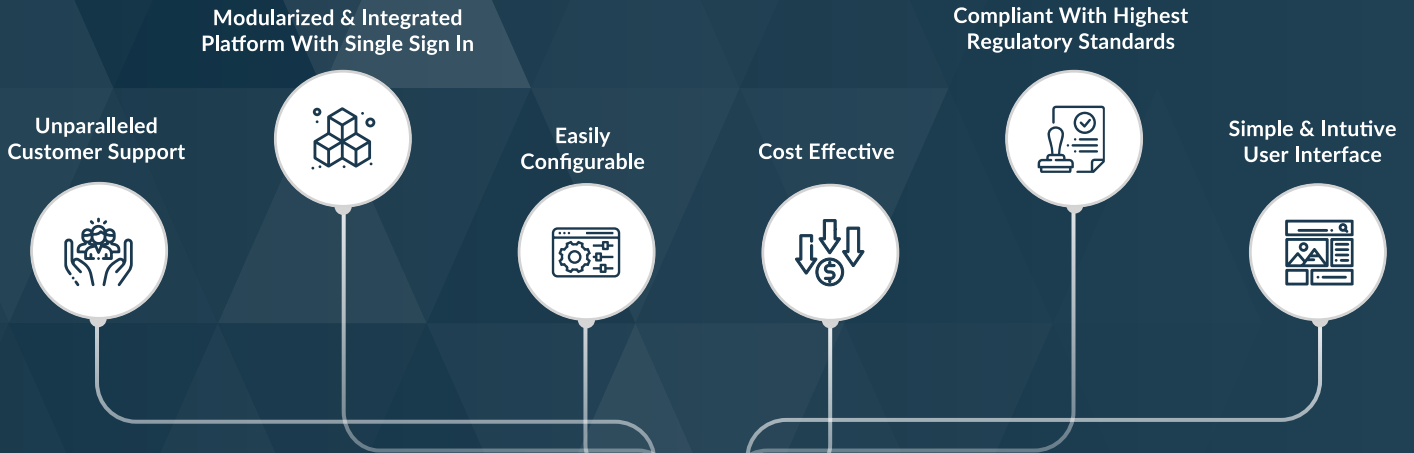 Unparalleled
Customer Support
Modularized & Integrated
Platform With Single Sign In
Easily
Configurable
Cost Effective
Compliant With Highest
Regulatory Standards
Simple & Intutive
User Interface